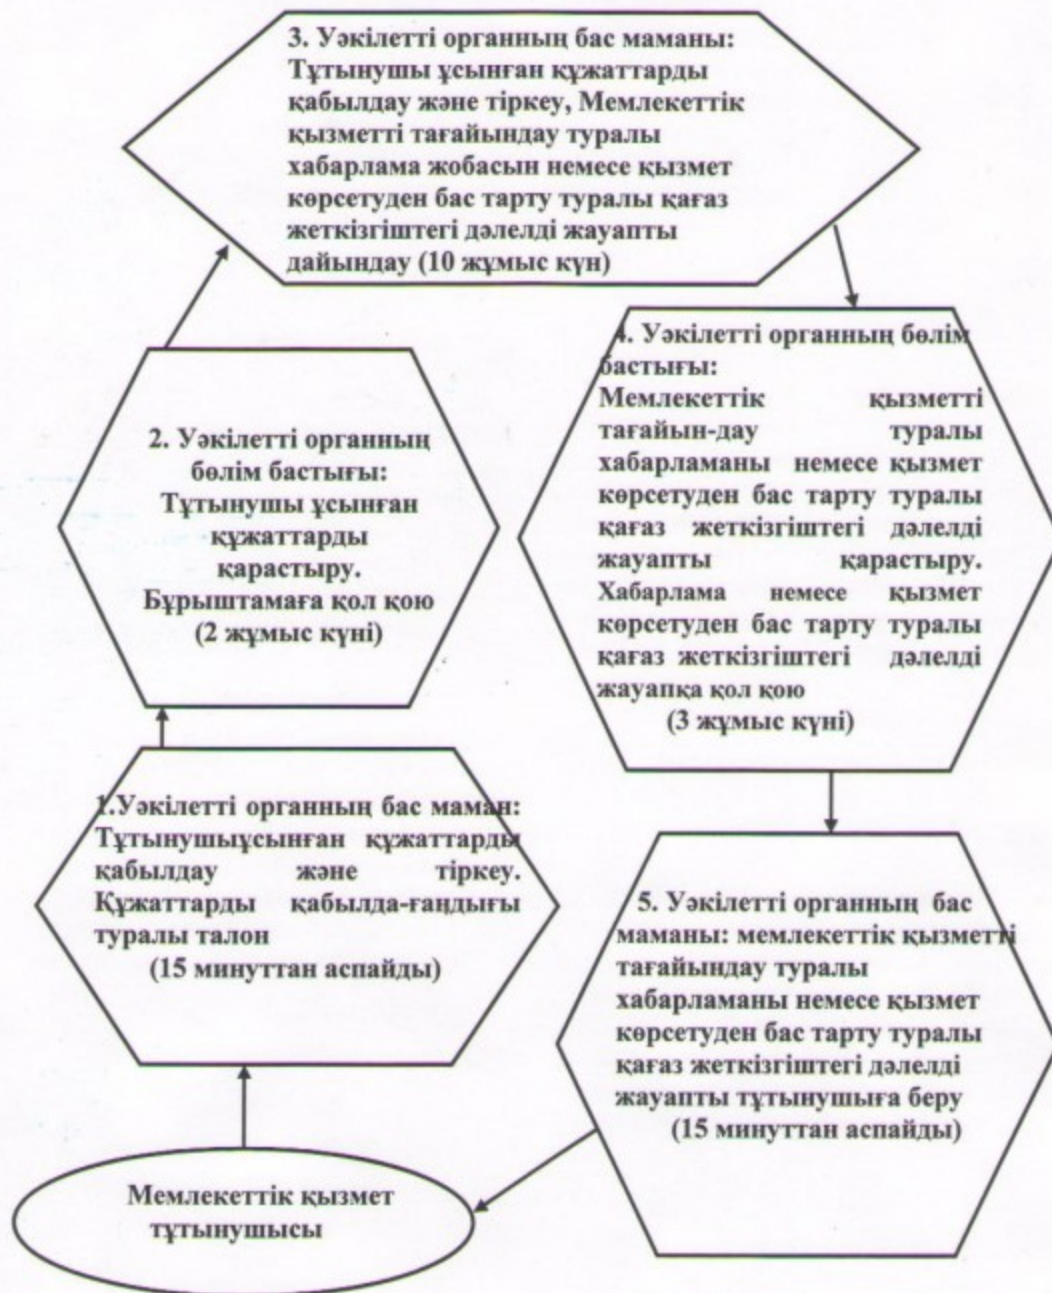 3. Уәкілетті органның бас маманы:
Тұтынушы ұсынған құжаттарды
қабылдау және тіркеу, Мемлекеттік
қызметті тағайындау туралы
хабарлама жобасын немесе қызмет
көрсетуден бас тарту туралы қағаз
жеткізгіштегі дәлелді жауапты
дайындау (10 жұмыс күн)
2. Уәкілетті органның
бөлім бастығы:
Тұтынушы ұсынған
құжаттарды
қарастыру.
Бұрыштамаға қол қою
(2 жұмыс күні)
4. Уәкілетті органның бөлім
бастығы:
Мемлекеттік қызметті
тағайын-дау туралы
хабарламаны немесе қызмет
көрсетуден бас тарту туралы
қағаз жеткізгіштегі дәлелді
жауапты қарастыру.
Хабарлама немесе қызмет
көрсетуден бас тарту туралы
қағаз жеткізгіштегі дәлелді
жауапқа қол қою
(3 жұмыс күні)
1.Уәкілетті органның бас маман:
Тұтынушыұсынған құжаттарды
қабылдау және тіркеу.
Құжаттарды қабылда-ғандығы
туралы талон
(15 минуттан аспайды)
5. Уәкілетті органның бас
маманы: мемлекеттік қызметті
тағайындау туралы
хабарламаны немесе қызмет
көрсетуден бас тарту туралы
қағаз жеткізгіштегі дәлелді
жауапты тұтынушыға беру
(15 минуттан аспайды)
Мемлекеттік қызмет
тұтынушысы